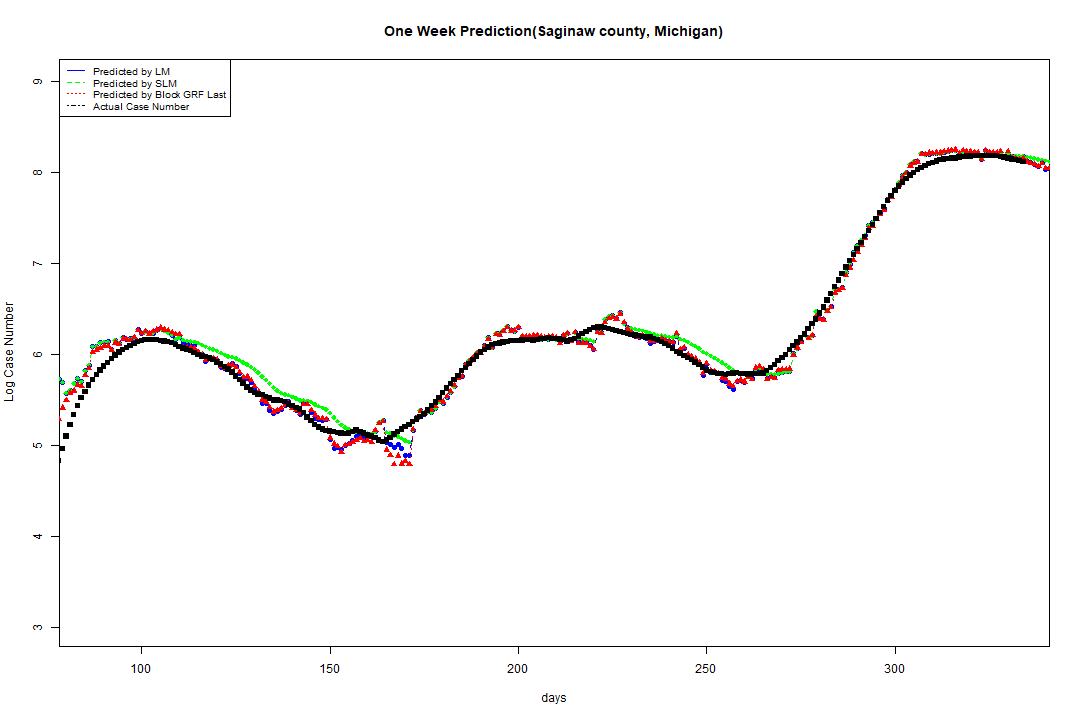 One Week Prediction(Saginaw county, Michigan)
Predicted by LM
Predicted by SLM
Predicted by Block GRF Last
Actual Case Number
9
8
7
6
5
4
3
Log Case Number
100 150 200 250 300
days